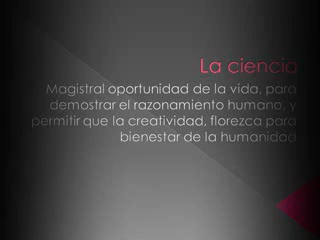 La ciencia
Magistral oportunidad de la vida, para
demostrar el razonamiento humano, y
permitir que la creatividad, florezca para
bienestar de la humanidad